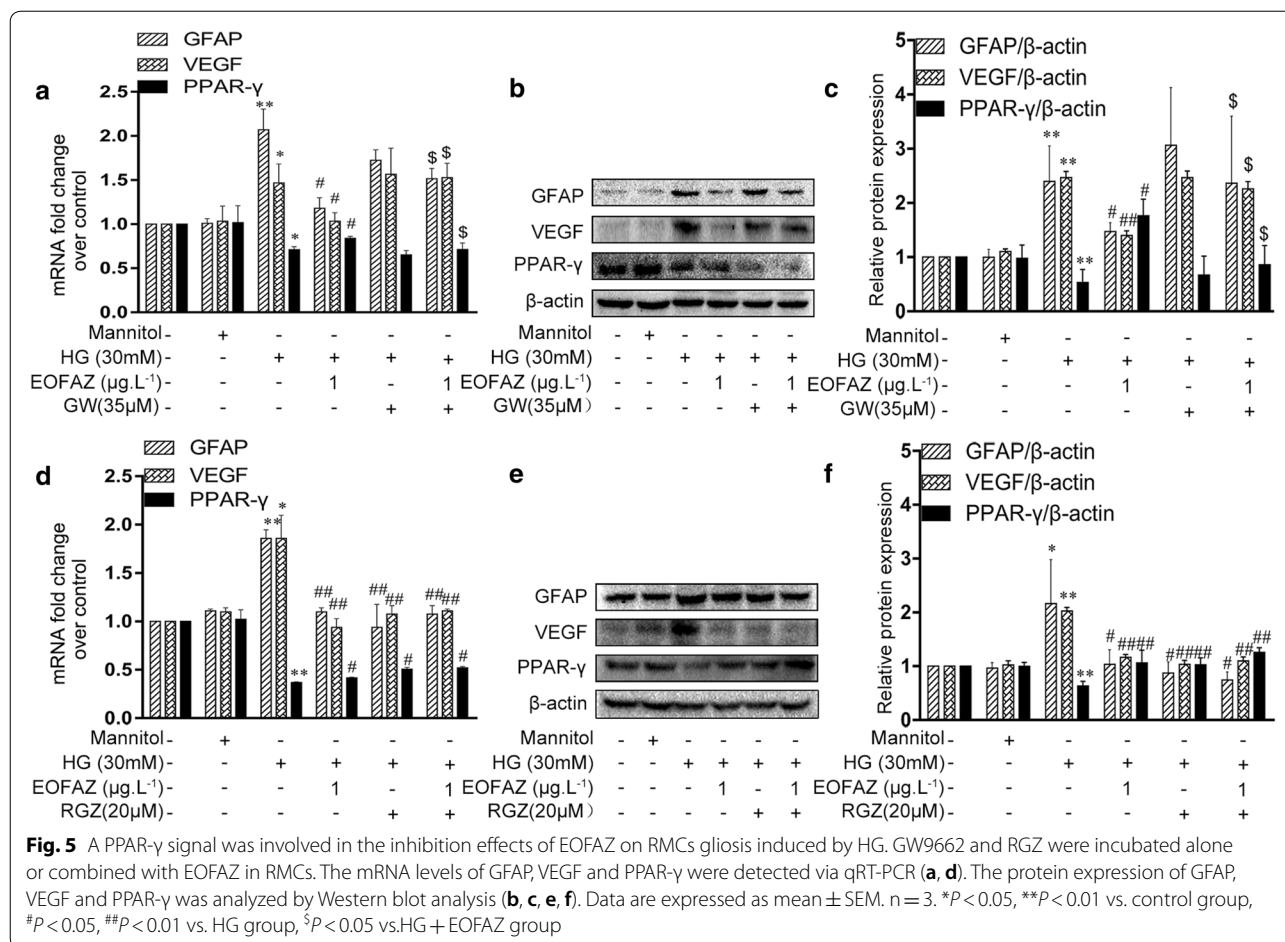 GFAP
VEGF
PPAR-γ
a
mRNA fold change
over control
2.5
2.0
1.5
1.0
0.5
0.0
** * * # # # $ $ $
Mannitol - + - - - -
HG (30mM) - - + + + +
EOFAZ (µg.L-1) - - - 1 - 1
GW(35µM) - - - - + +
b
GFAP
VEGF
PPAR-γ
β-actin
Mannitol - + - - - -
HG (30mM) - - + + + +
EOFAZ (µg.L-1) - - - 1 - 1
GW(35µM) - - - - + +
c
GFAP/β-actin
VEGF/β-actin
PPAR-γ/β-actin
Relative protein expression
5
4
3
2
1
0
** ** ** # ## # $ $ $
Mannitol - + - - - -
HG (30mM) - - + + + +
EOFAZ (µg.L-1) - - - 1 - 1
GW(35µM) - - - - + +
d
GFAP
VEGF
PPAR-γ
mRNA fold change
over control
2.5
2.0
1.5
1.0
0.5
0.0
** * ** ## ## # ## ## # ## ## #
Mannitol - + - - - -
HG (30mM) - - + + + +
EOFAZ (µg.L-1) - - - 1 - 1
RGZ(20µM) - - - - + +
e
GFAP
VEGF
PPAR-γ
β-actin
Mannitol - + - - - -
HG (30mM) - - + + + +
EOFAZ (µg.L-1) - - - 1 - 1
RGZ(20µM) - - - - + +
f
GFAP/β-actin
VEGF/β-actin
PPAR-γ/β-actin
Relative protein expression
5
4
3
2
1
0
* ** ** # #### # #### # ## ##
Mannitol - + - - - -
HG (30mM) - - + + + +
EOFAZ (µg.L-1) - - - 1 - 1
RGZ(20µM) - - - - + +
Fig. 5 A PPAR-γ signal was involved in the inhibition effects of EOFAZ on RMCs gliosis induced by HG. GW9662 and RGZ were incubated alone
or combined with EOFAZ in RMCs. The mRNA levels of GFAP, VEGF and PPAR-γ were detected via qRT-PCR (a, d). The protein expression of GFAP,
VEGF and PPAR-γ was analyzed by Western blot analysis (b, c, e, f). Data are expressed as mean ± SEM. n = 3. *P < 0.05, **P < 0.01 vs. control group,
#P < 0.05, ##P < 0.01 vs. HG group, $P < 0.05 vs.HG + EOFAZ group